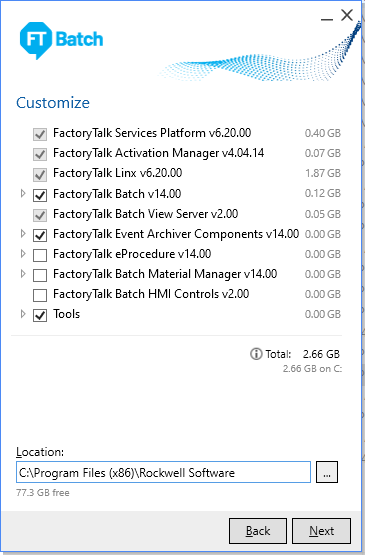 FT Batch
Customize
FactoryTalk Services Platform v6.20.00 0.40 GB
FactoryTalk Activation Manager v4.04.14 0.07 GB
FactoryTalk Linx v6.20.00 1.87 GB
FactoryTalk Batch v14.00 0.12 GB
FactoryTalk Batch View Server v2.00 0.05 GB
FactoryTalk Event Archiver Components v14.00 0.00 GB
FactoryTalk eProcedure v14.00 0.00 GB
FactoryTalk Batch Material Manager v14.00 0.00 GB
FactoryTalk Batch HMI Controls v2.00 0.00 GB
Tools 0.00 GB
Total: 2.66 GB
2.66 GB on C:
Location:
C:\Program Files (x86)\Rockwell Software ...
77.3 GB free
Back Next